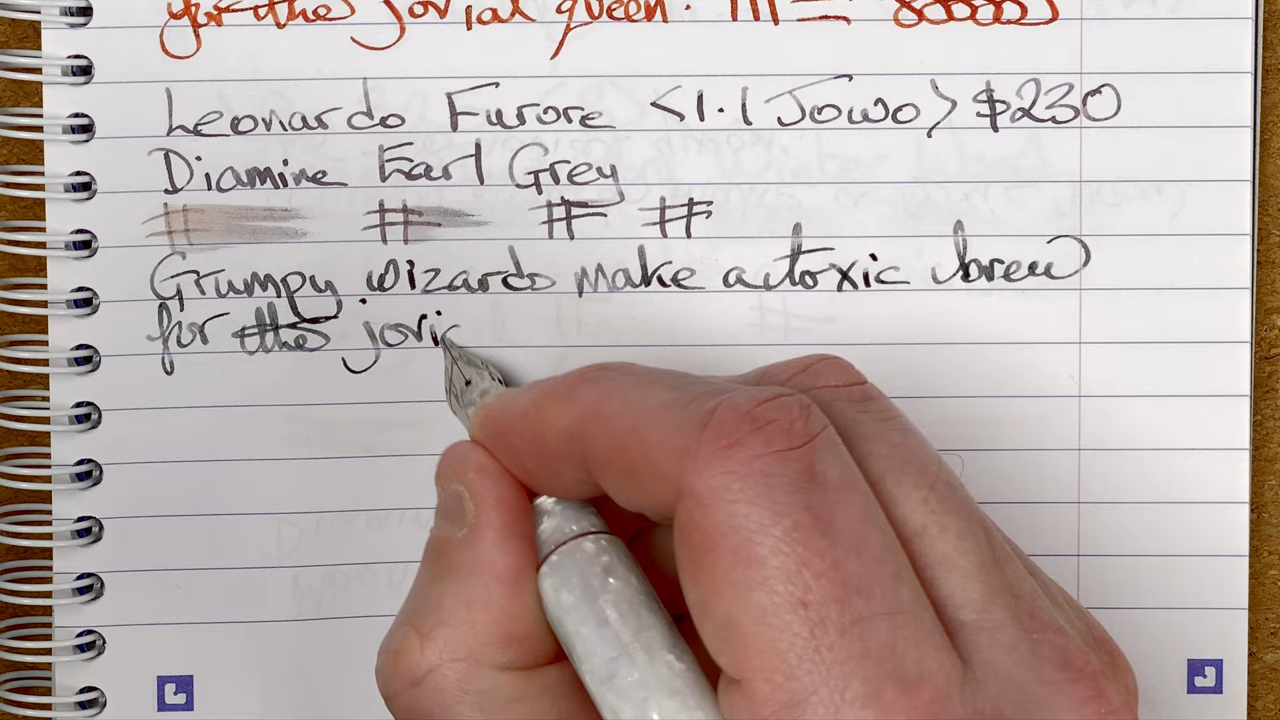 for the jovial queen. m =
Leonardo Furore <1.1 Jowo> $230
Diamine Earl Grey
# # # #
Grumpy wizards make a toxic brew
for the jovi